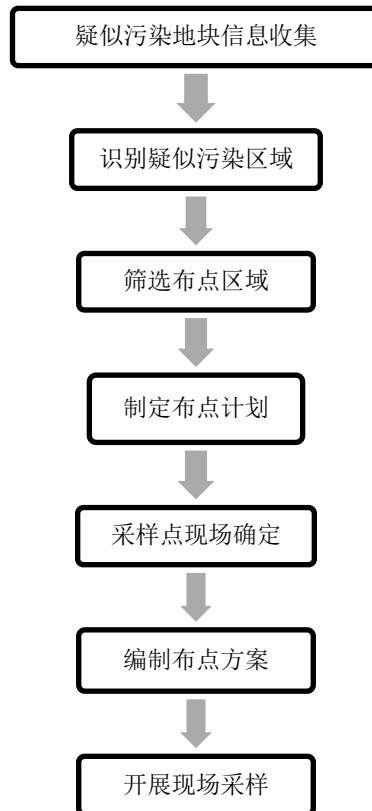 疑似污染地块信息收集
识别疑似污染区域
筛选布点区域
制定布点计划
采样点现场确定
编制布点方案
开展现场采样